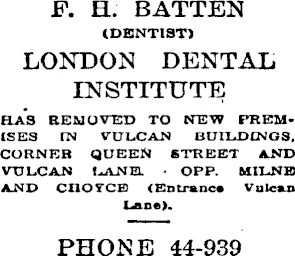 F. H. BATTEN
(DENTIST)
LONDON DENTAL
INSTITUTE
HAS REMOVED TO NEW PREM-
ISES IN VULCAN BUILDINGS,
CORNER QUEEN STREET AND
VULCAN LANE. OPP. MILNE
AND CHOYCE (Entrance Vulcan
Lane).
PHONE 44-939